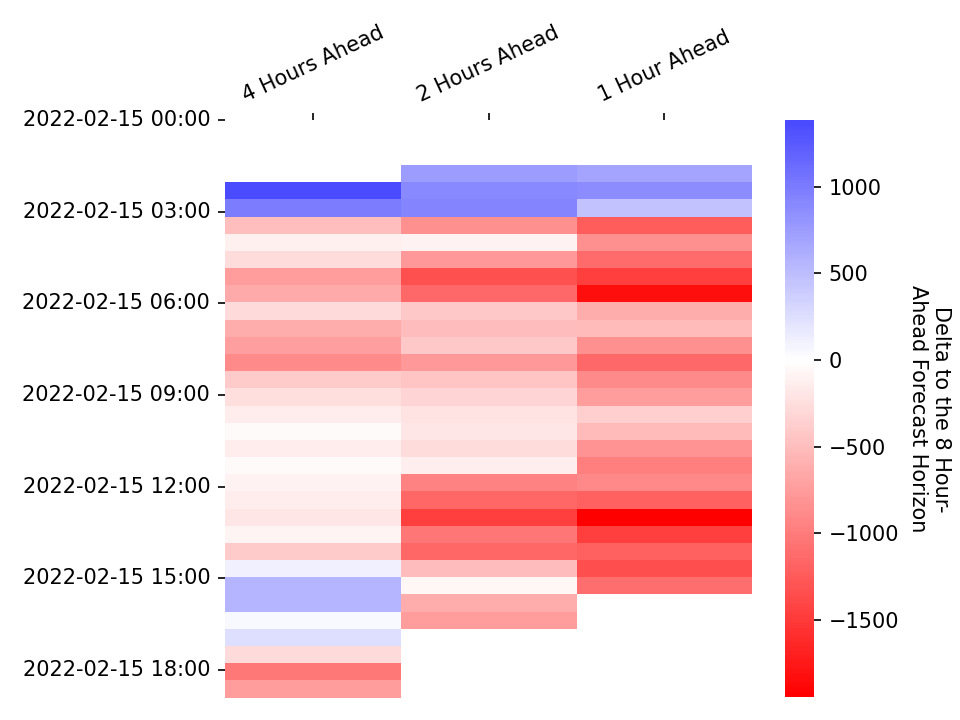 4 Hours Ahead
2 Hours Ahead
1 Hour Ahead
2022-02-15 00:00
2022-02-15 03:00
2022-02-15 06:00
2022-02-15 09:00
2022-02-15 12:00
2022-02-15 15:00
2022-02-15 18:00
1000
500
0
−500
−1000
−1500
Delta to the 8 Hour-
Ahead Forecast Horizon